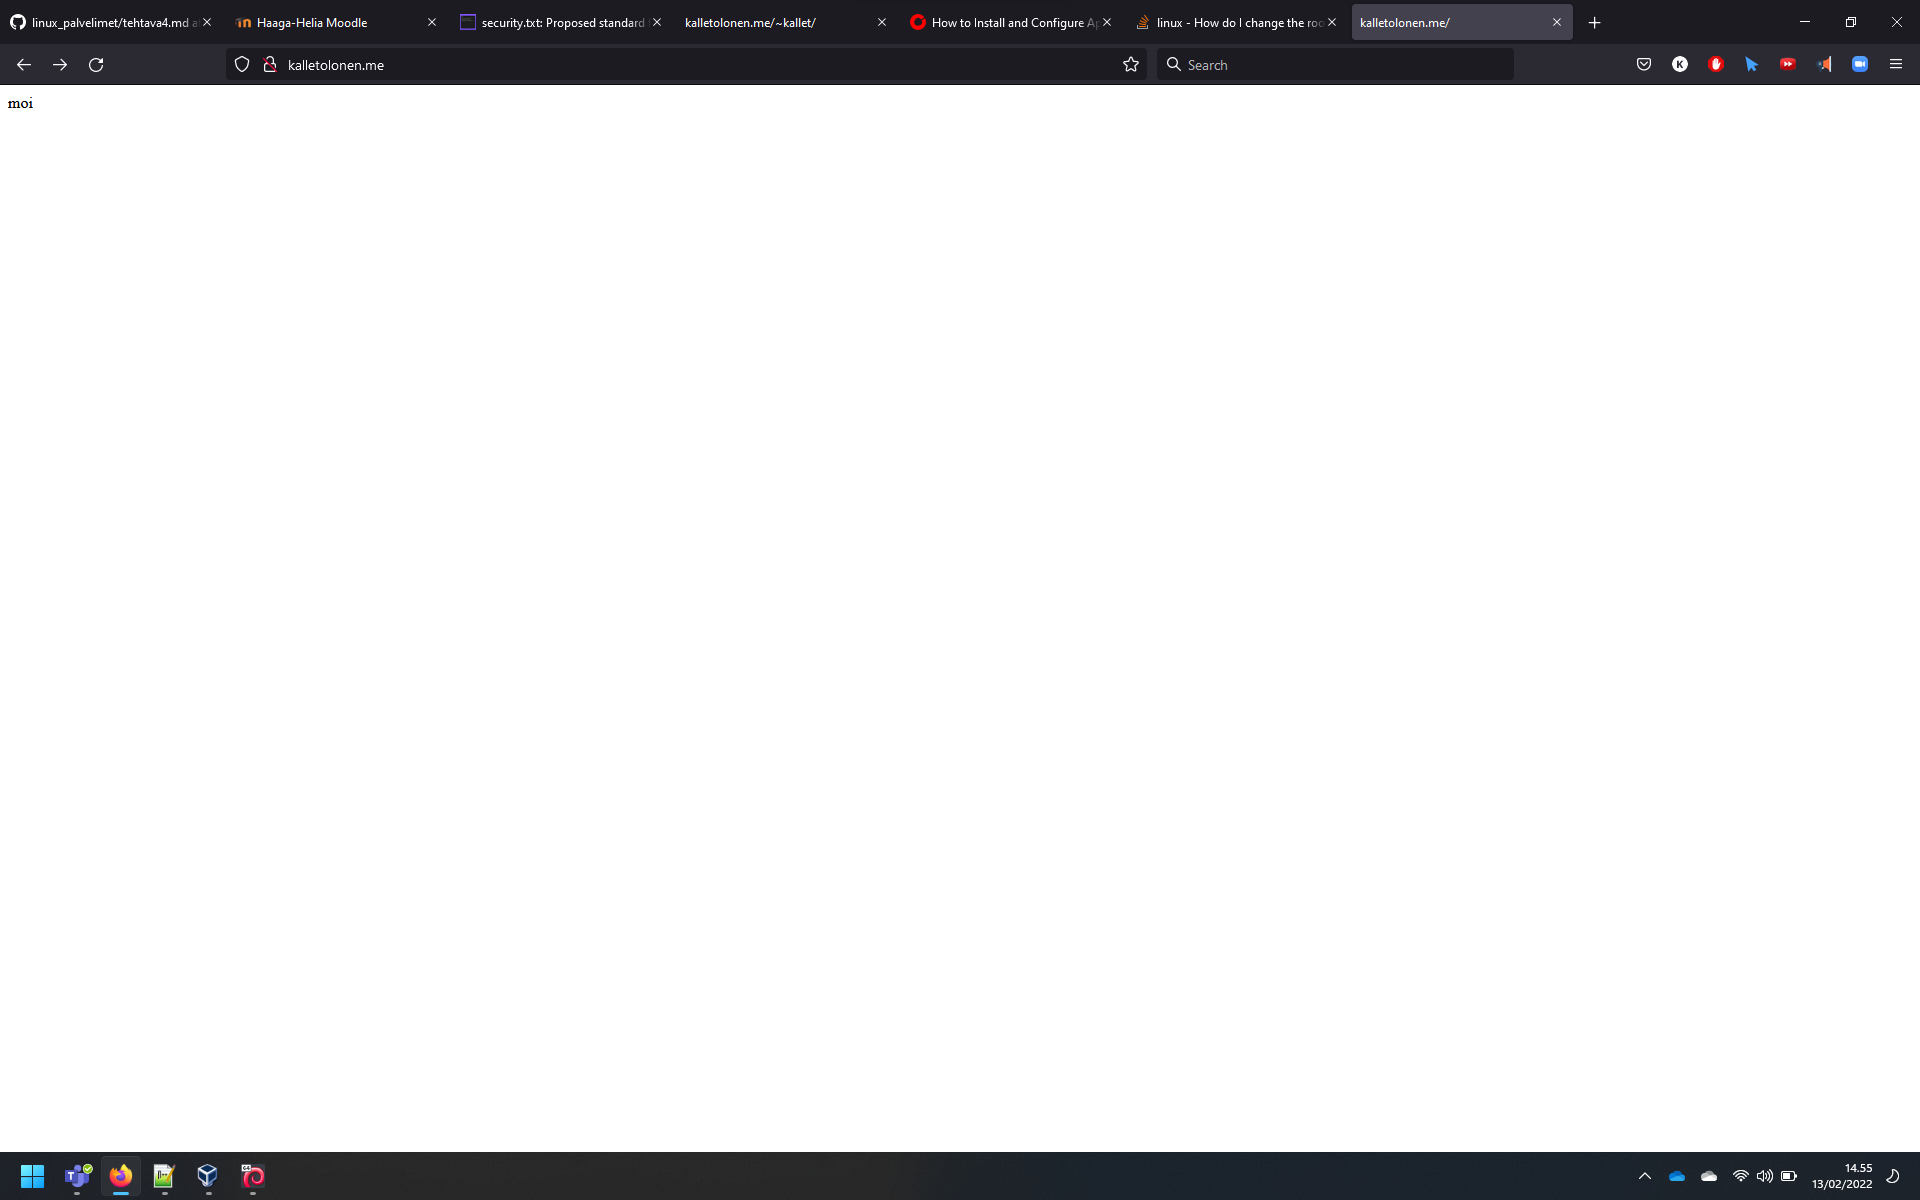 linux_palvelimet/tehtava4.md a
Haaga-Helia Moodle
security.txt: Proposed standard
kalletolonen.me/~kallet/
How to Install and Configure Ap
linux - How do I change the roo
kalletolonen.me/
kalletolonen.me
Search
K
moi
T
64
14.55
13/02/2022